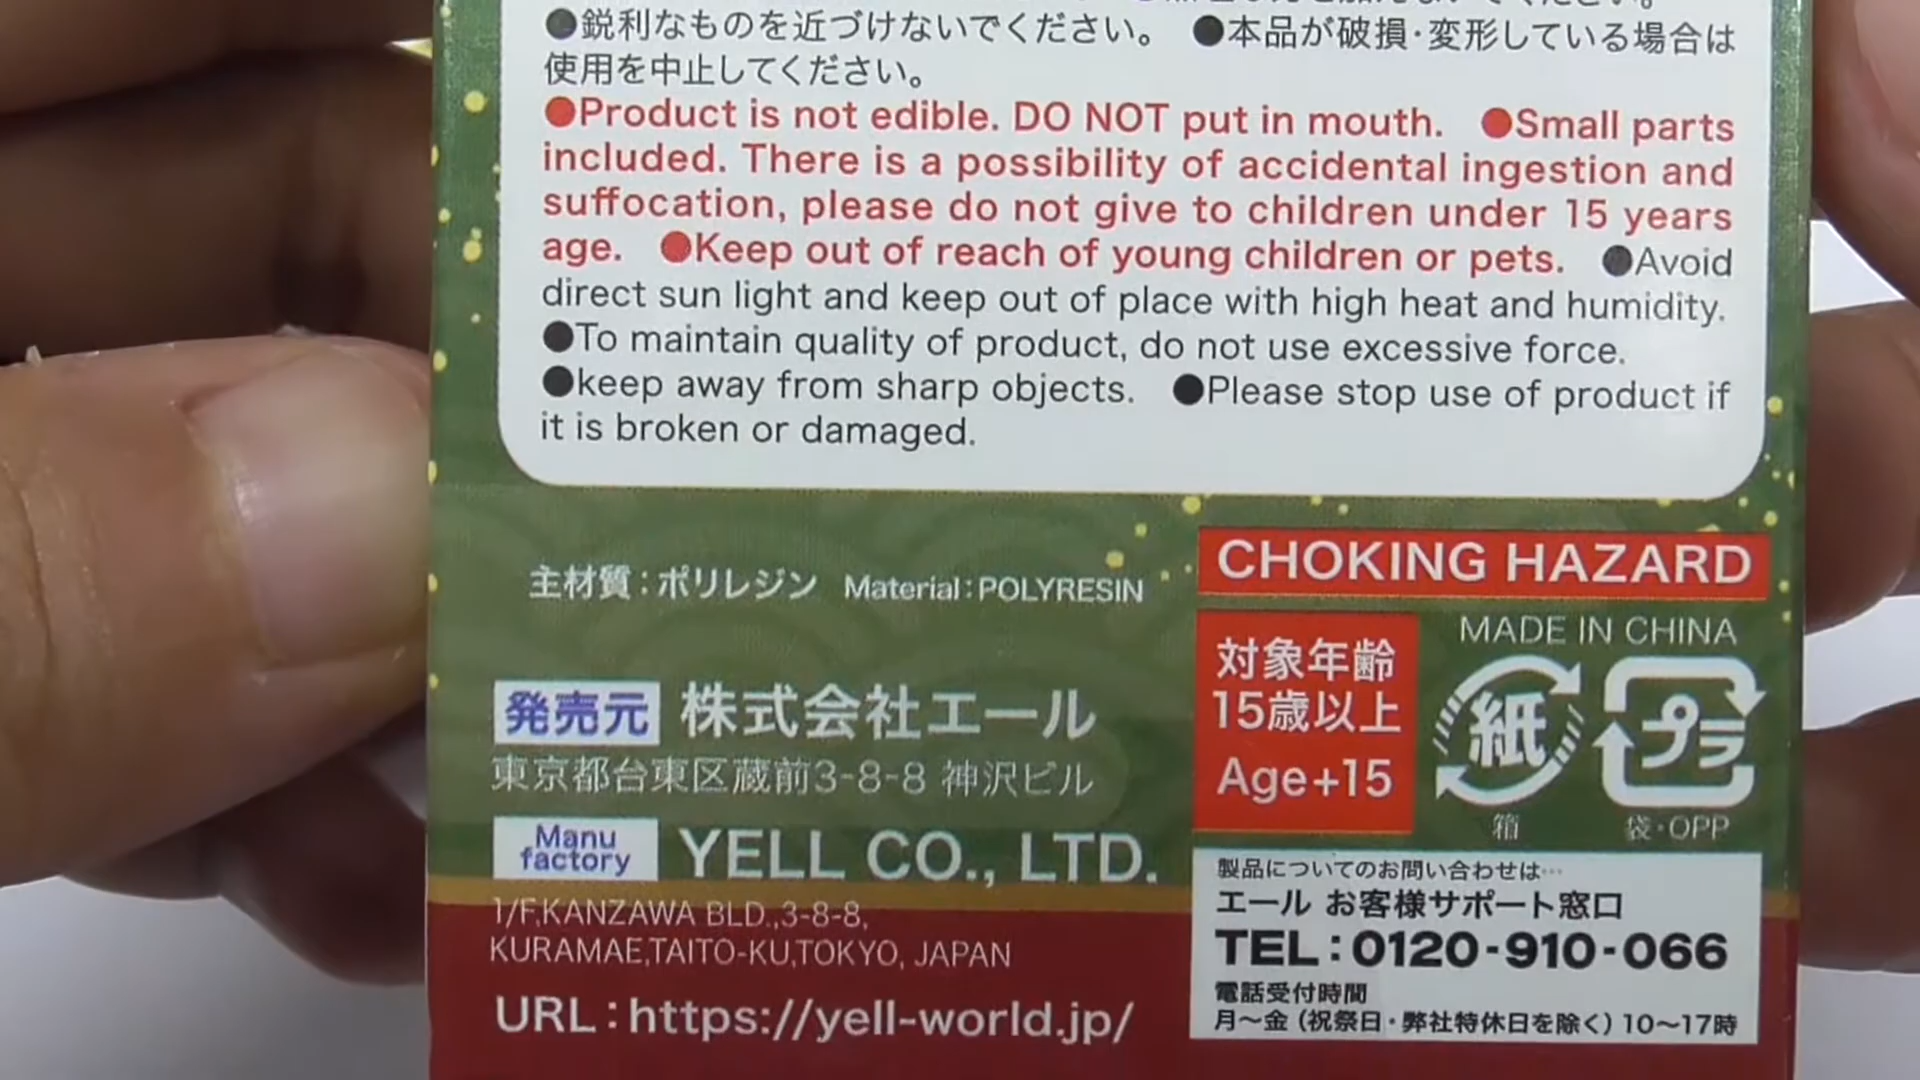 ●鋭利なものを近づけないでください。 ●本品が破損・変形している場合は
使用を中止してください。
●Product is not edible. DO NOT put in mouth. ●Small parts
included. There is a possibility of accidental ingestion and
suffocation, please do not give to children under 15 years
age. ●Keep out of reach of young children or pets. ●Avoid
direct sun light and keep out of place with high heat and humidity.
●To maintain quality of product, do not use excessive force.
●keep away from sharp objects. ●Please stop use of product if
it is broken or damaged.
主材質:ポリレジン Material:POLYRESIN
発売元 株式会社エール
東京都台東区蔵前3-8-8 神沢ビル
Manu
factory
YELL CO., LTD.
1/F,KANZAWA BLD.,3-8-8,
KURAMAE,TAITO-KU,TOKYO, JAPAN
URL:https://yell-world.jp/
CHOKING HAZARD
対象年齢
15歳以上
Age+15
MADE IN CHINA
紙
プラ
箱
袋・OPP
製品についてのお問い合わせは…
エール お客様サポート窓口
TEL:0120-910-066
電話受付時間
月~金(祝祭日・弊社特休日を除く)10~17時